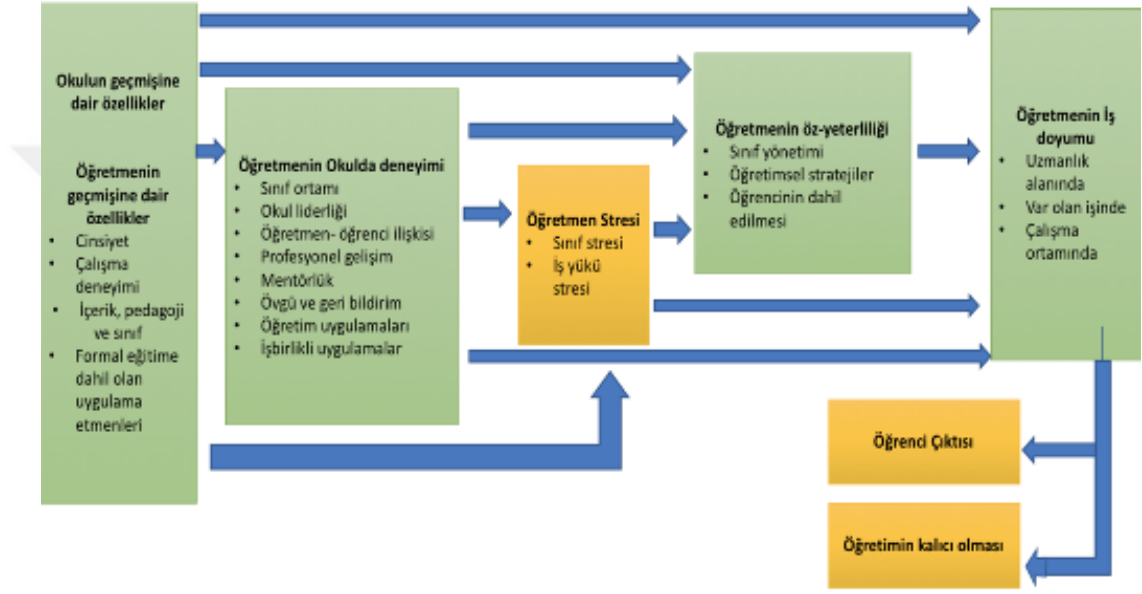 Okulun geçmişine
dair özellikler
Öğretmenin
geçmişine dair
özellikler
• Cinsiyet
• Çalışma
deneyimi
• İçerik, pedagoji
ve sınıf
• Formal eğitime
dahil olan
uygulama
etmenleri
Öğretmenin Okulda deneyimi
• Sınıf ortamı
• Okul liderliği
• Öğretmen- öğrenci ilişkisi
• Profesyonel gelişim
• Mentörlük
• Övgü ve geri bildirim
• Öğretim uygulamaları
• İşbirlikli uygulamalar
Öğretmen Stresi
• Sınıf stresi
• İş yükü
stresi
Öğretmenin öz-yeterliliği
• Sınıf yönetimi
• Öğretimsel stratejiler
• Öğrencinin dahil
edilmesi
Öğretmenin İş
doyumu
• Uzmanlık
alanında
• Var olan işinde
• Çalışma
ortamında
Öğrenci Çıktısı
Öğretimin kalıcı olması